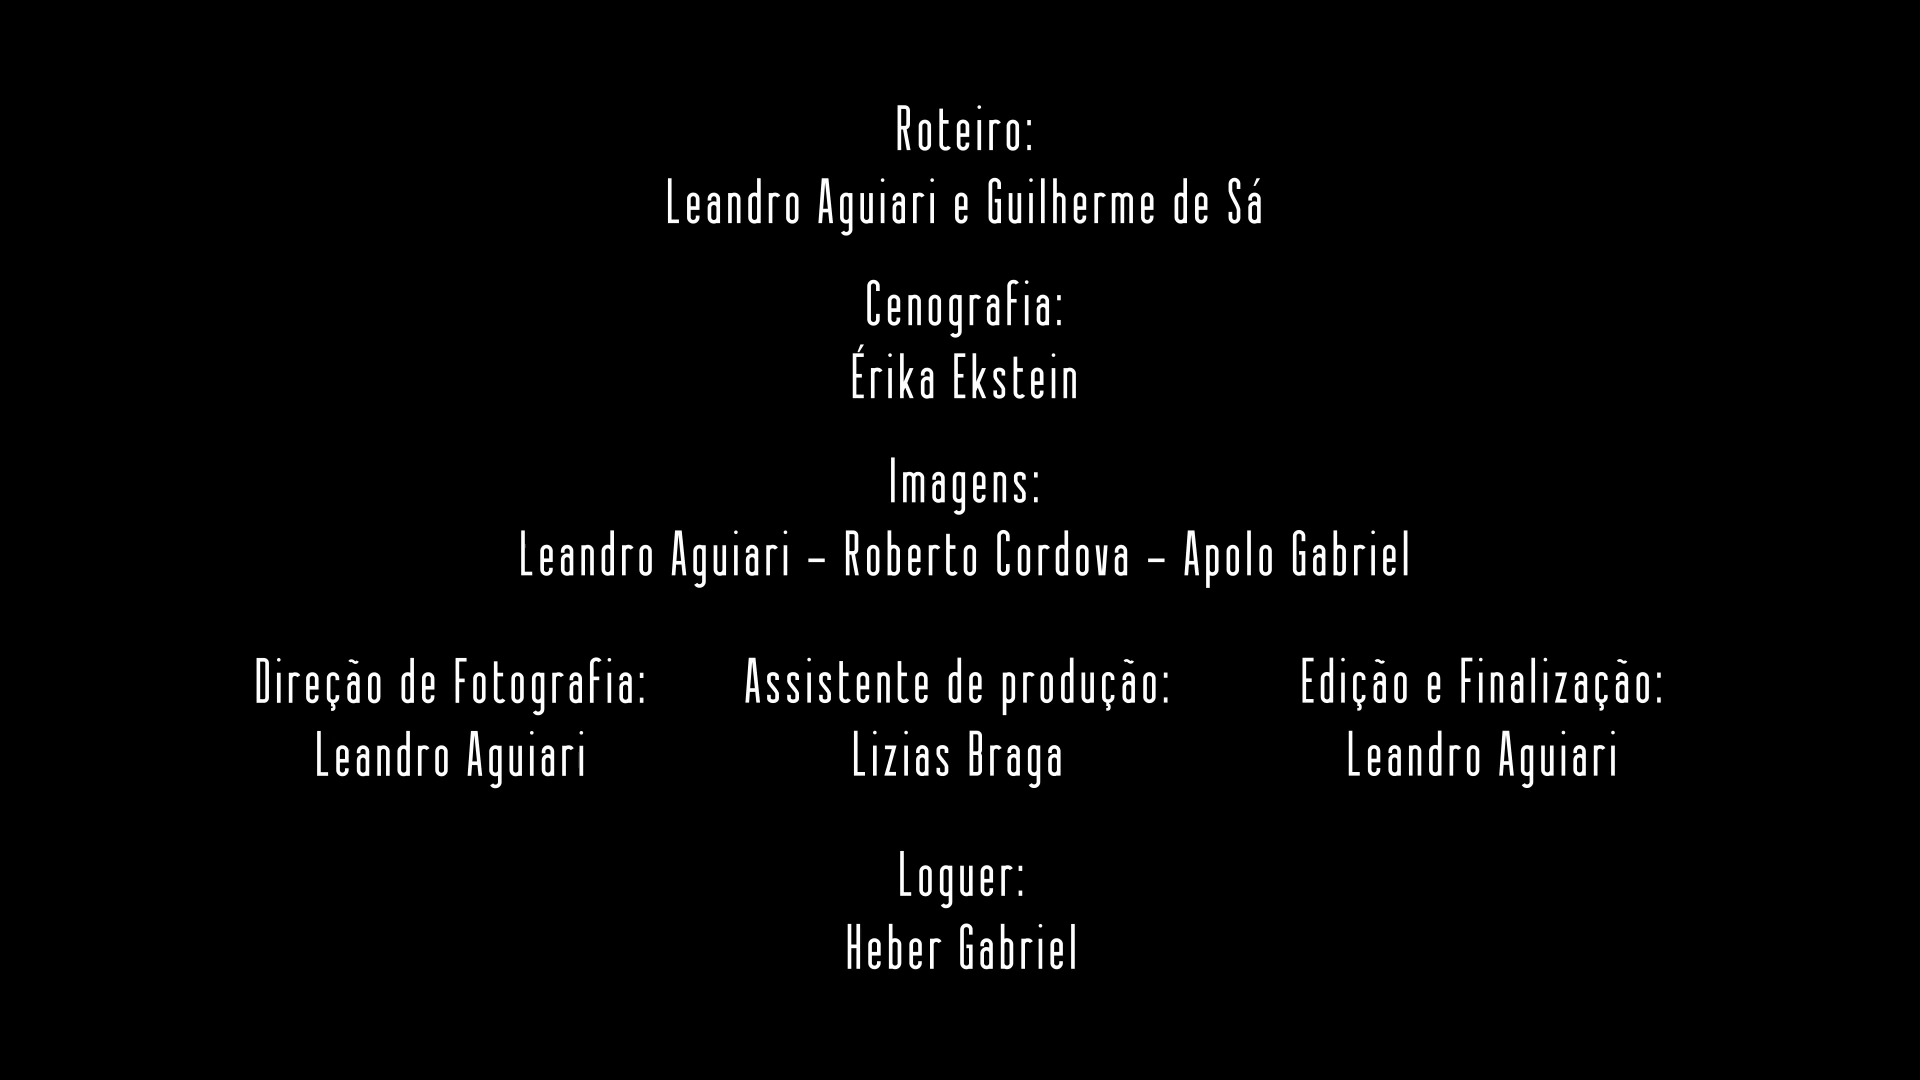 Roteiro:
Leandro Aguiari e Guilherme de Sá
Cenografia:
Érika Ekstein
Imagens:
Leandro Aguiari – Roberto Cordova – Apolo Gabriel
Direção de Fotografia:
Leandro Aguiari
Assistente de produção:
Lizias Braga
Edição e Finalização:
Leandro Aguiari
Loguer:
Heber Gabriel